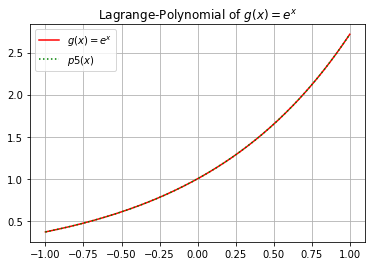 Lagrange-Polynomial of g(x) = e^x
g(x) = e^x
p5(x)
2.5
2.0
1.5
1.0
0.5
−1.00 −0.75 −0.50 −0.25 0.00 0.25 0.50 0.75 1.00